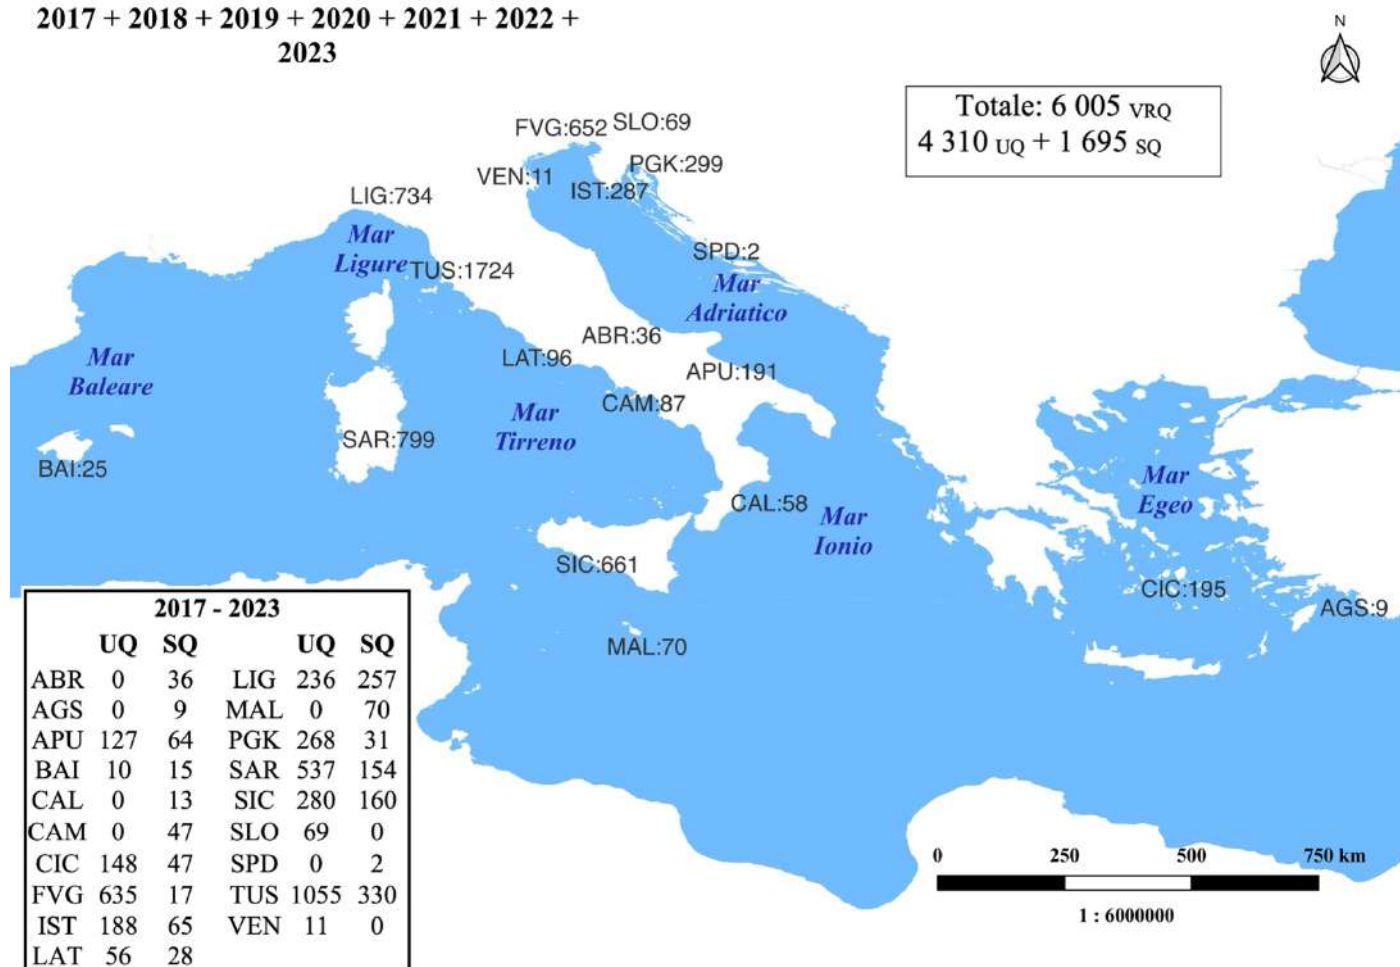 2017 + 2018 + 2019 + 2020 + 2021 + 2022 +
2023
N
Totale: 6 005 VRQ
4 310 UQ + 1 695 SQ
FVG:652
SLO:69
VEN:11
PGK:299
IST:287
LIG:734
Mar
Ligure
TUS:1724
SPD:2
Mar
Adriatico
ABR:36
LAT:96
APU:191
Mar
Baleare
CAM:87
Mar
Tirreno
SAR:799
BAI:25
CAL:58
Mar
Ionio
Mar
Egeo
SIC:661
CIC:195
AGS:9
MAL:70
2017 - 2023
UQ SQ UQ SQ
ABR 0 36 LIG 236 257
AGS 0 9 MAL 0 70
APU 127 64 PGK 268 31
BAI 10 15 SAR 537 154
CAL 0 13 SIC 280 160
CAM 0 47 SLO 69 0
CIC 148 47 SPD 0 2
FVG 635 17 TUS 1055 330
IST 188 65 VEN 11 0
LAT 56 28
0 250 500 750 km
1 : 6000000